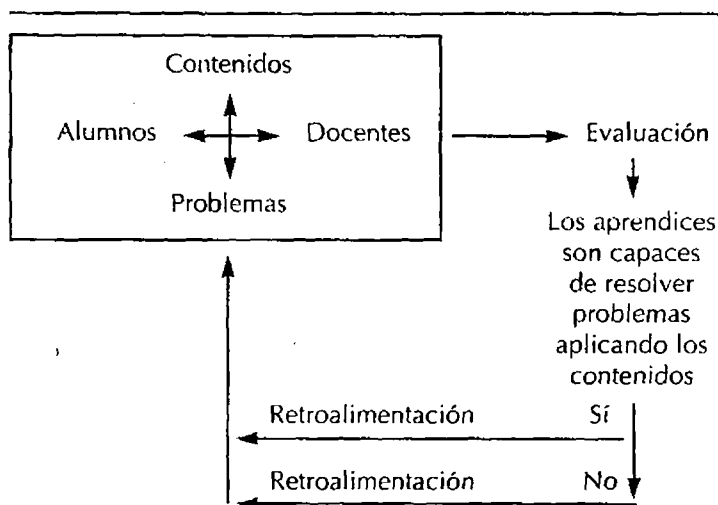 Contenidos
Alumnos Docentes Evaluación
Problemas
Los aprendices
son capaces
de resolver
problemas
aplicando los
contenidos
Retroalimentación Sí
Retroalimentación No